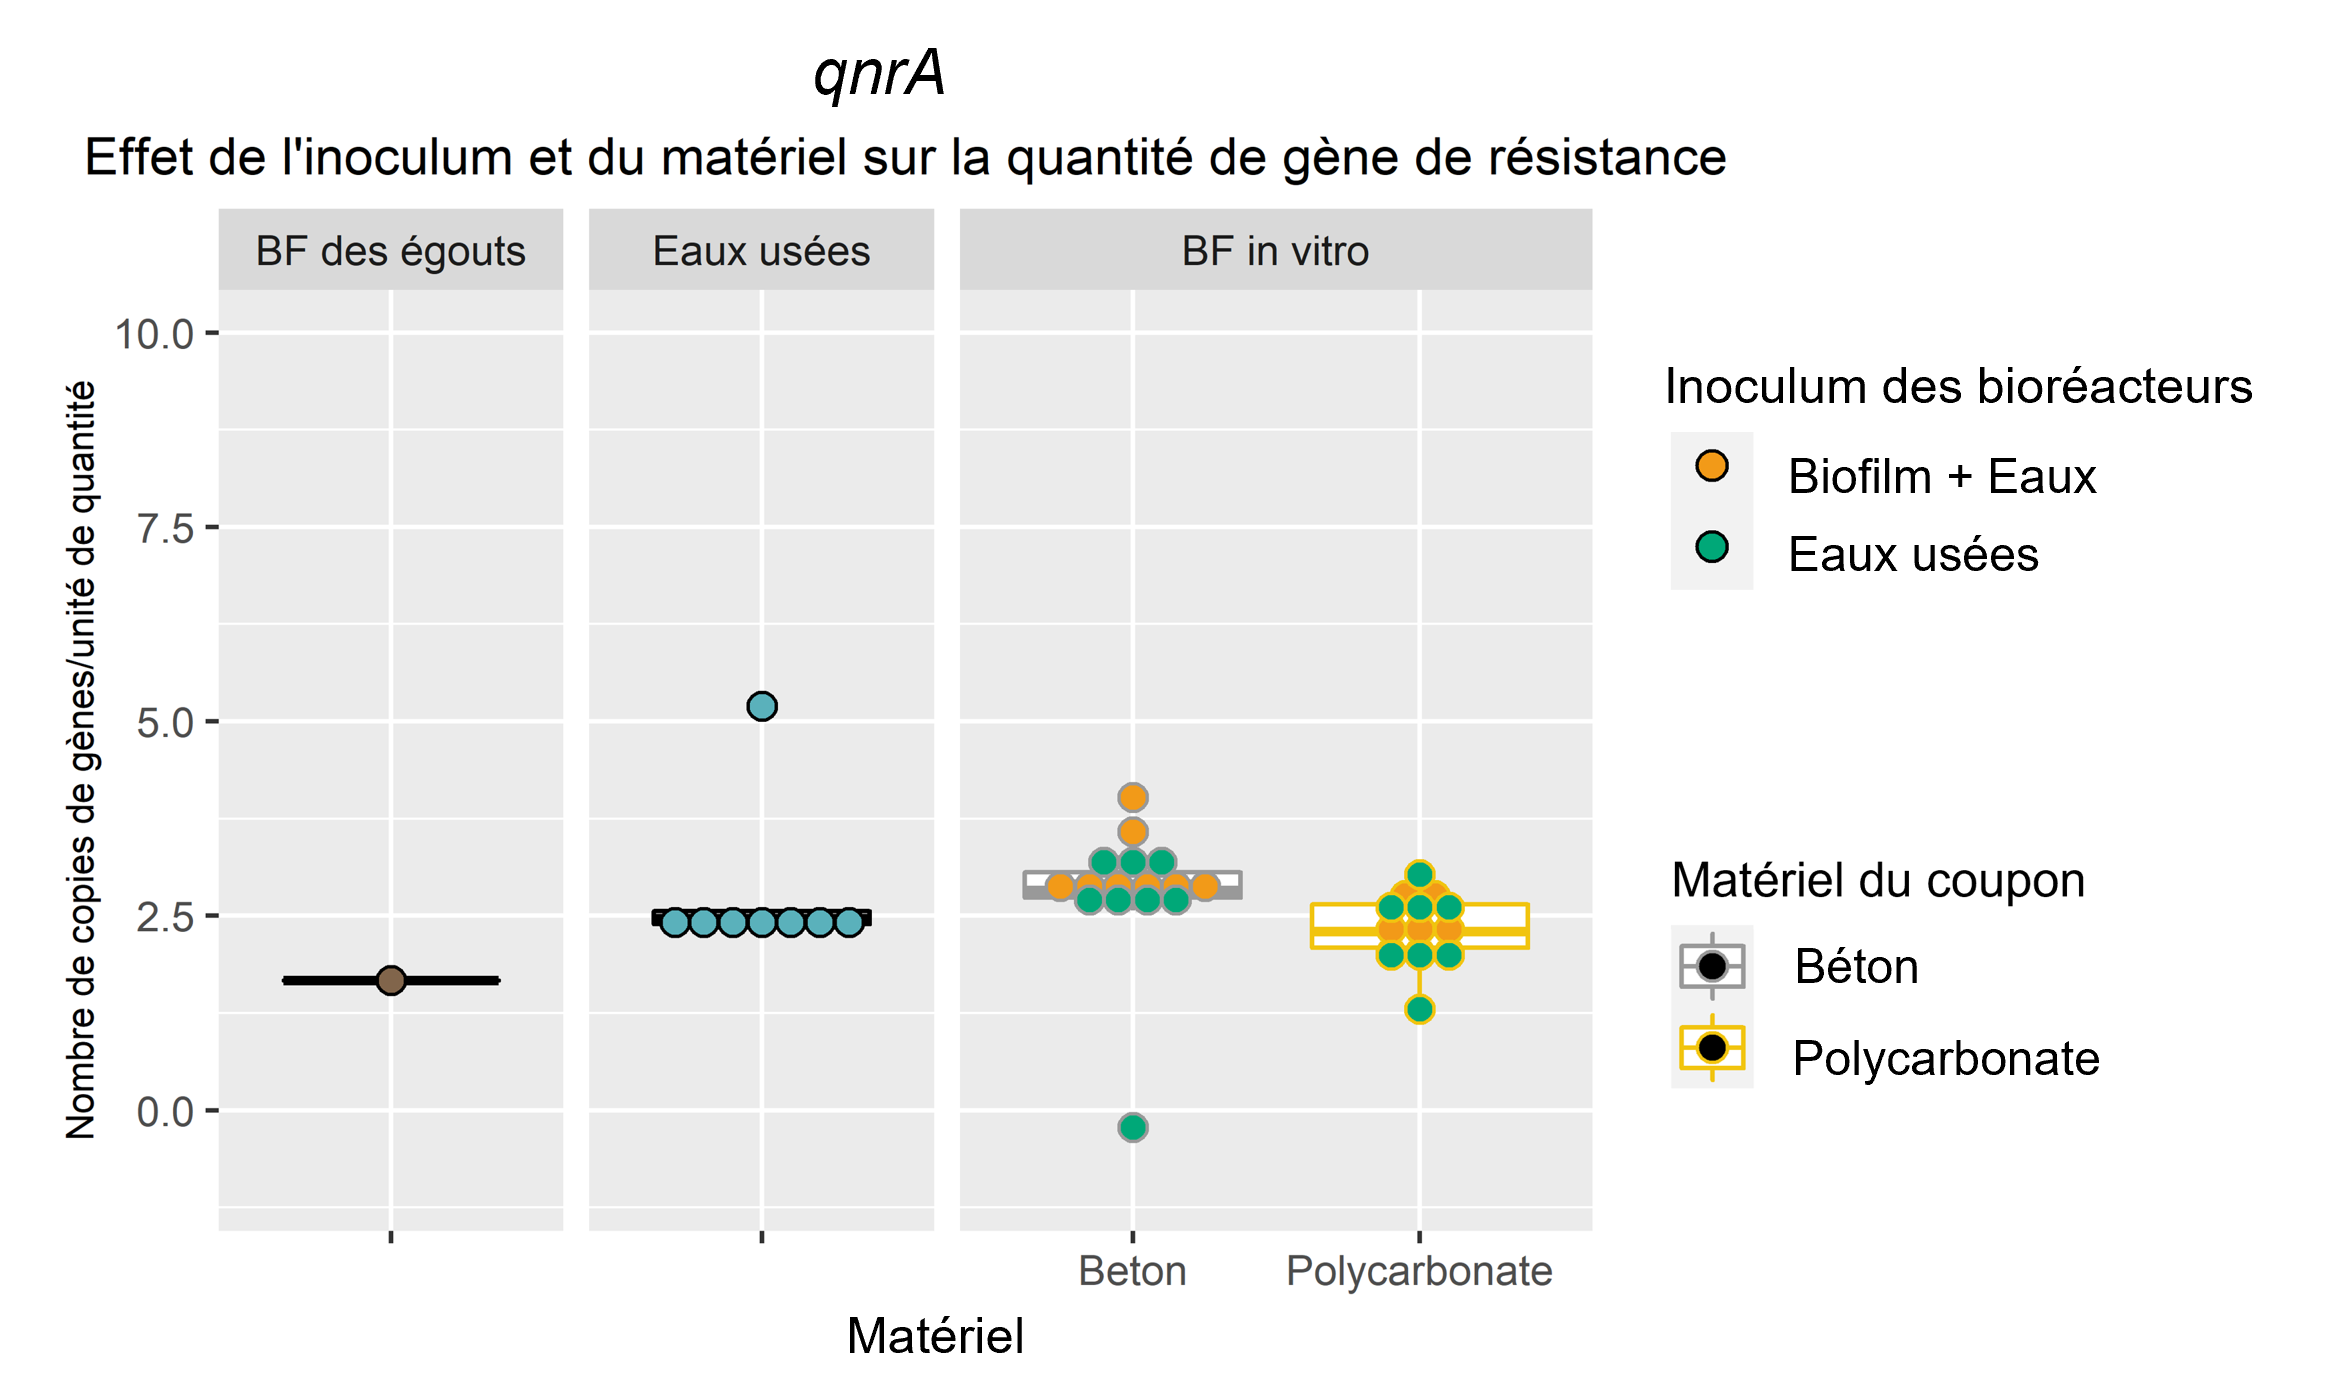 qnrA
Effet de l'inoculum et du matériel sur la quantité de gène de résistance
BF des égouts
Eaux usées
BF in vitro
Nombre de copies de gènes/unité de quantité
10.0
7.5
5.0
2.5
0.0
Beton
Polycarbonate
Matériel
Inoculum des bioréacteurs
Biofilm + Eaux
Eaux usées
Matériel du coupon
Béton
Polycarbonate